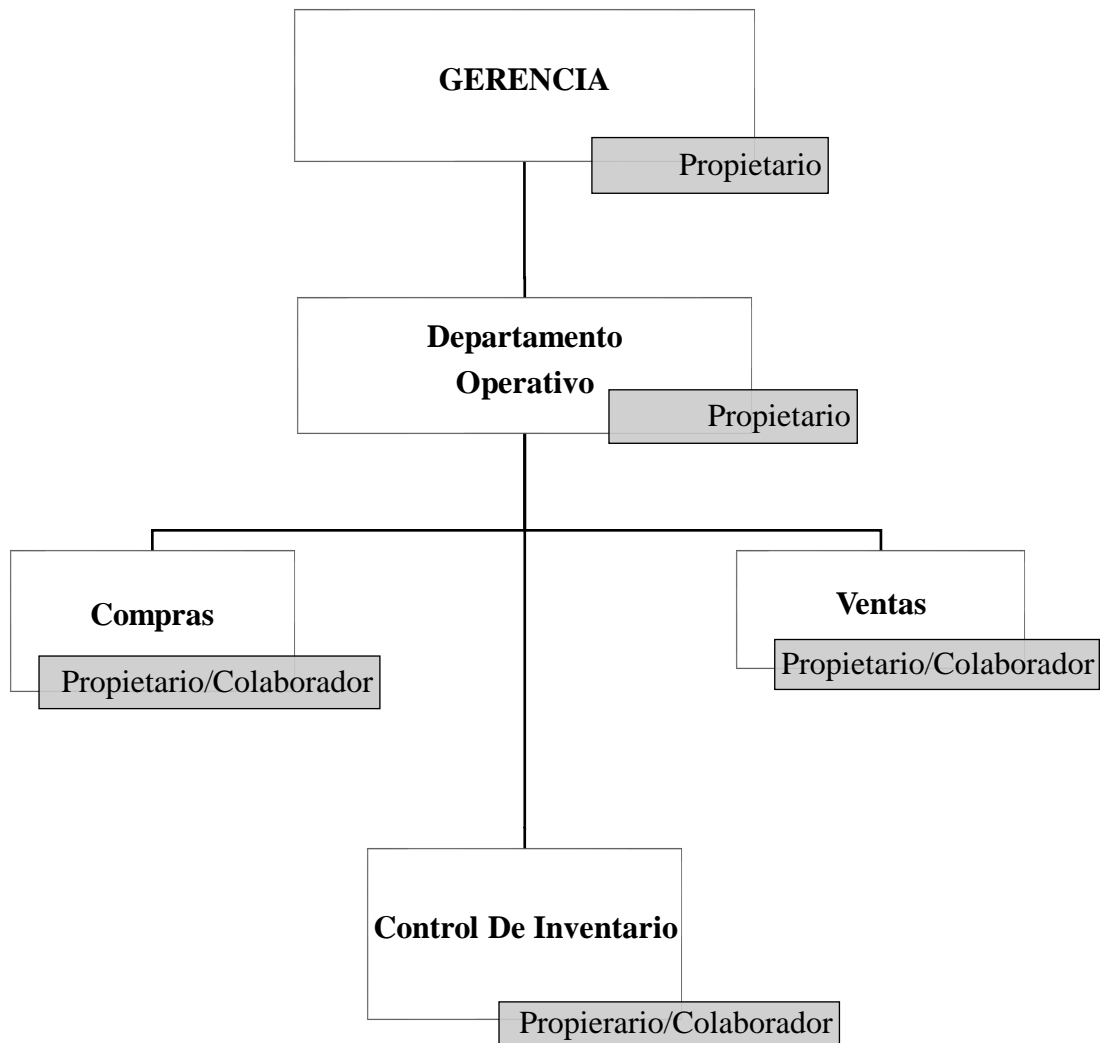 GERENCIA
Propietario
Departamento
Operativo
Propietario
Compras
Propietario/Colaborador
Ventas
Propietario/Colaborador
Control De Inventario
Propierario/Colaborador